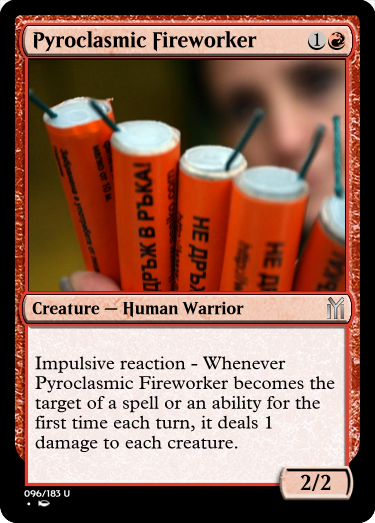 Pyroclasmic Fireworker
1
ДРЪЖ В РЪКА!
НЕ ДРЪЖ
НЕ Д
Creature — Human Warrior
Impulsive reaction - Whenever
Pyroclasmic Fireworker becomes the
target of a spell or an ability for the
first time each turn, it deals 1
damage to each creature.
2/2
096/183 U